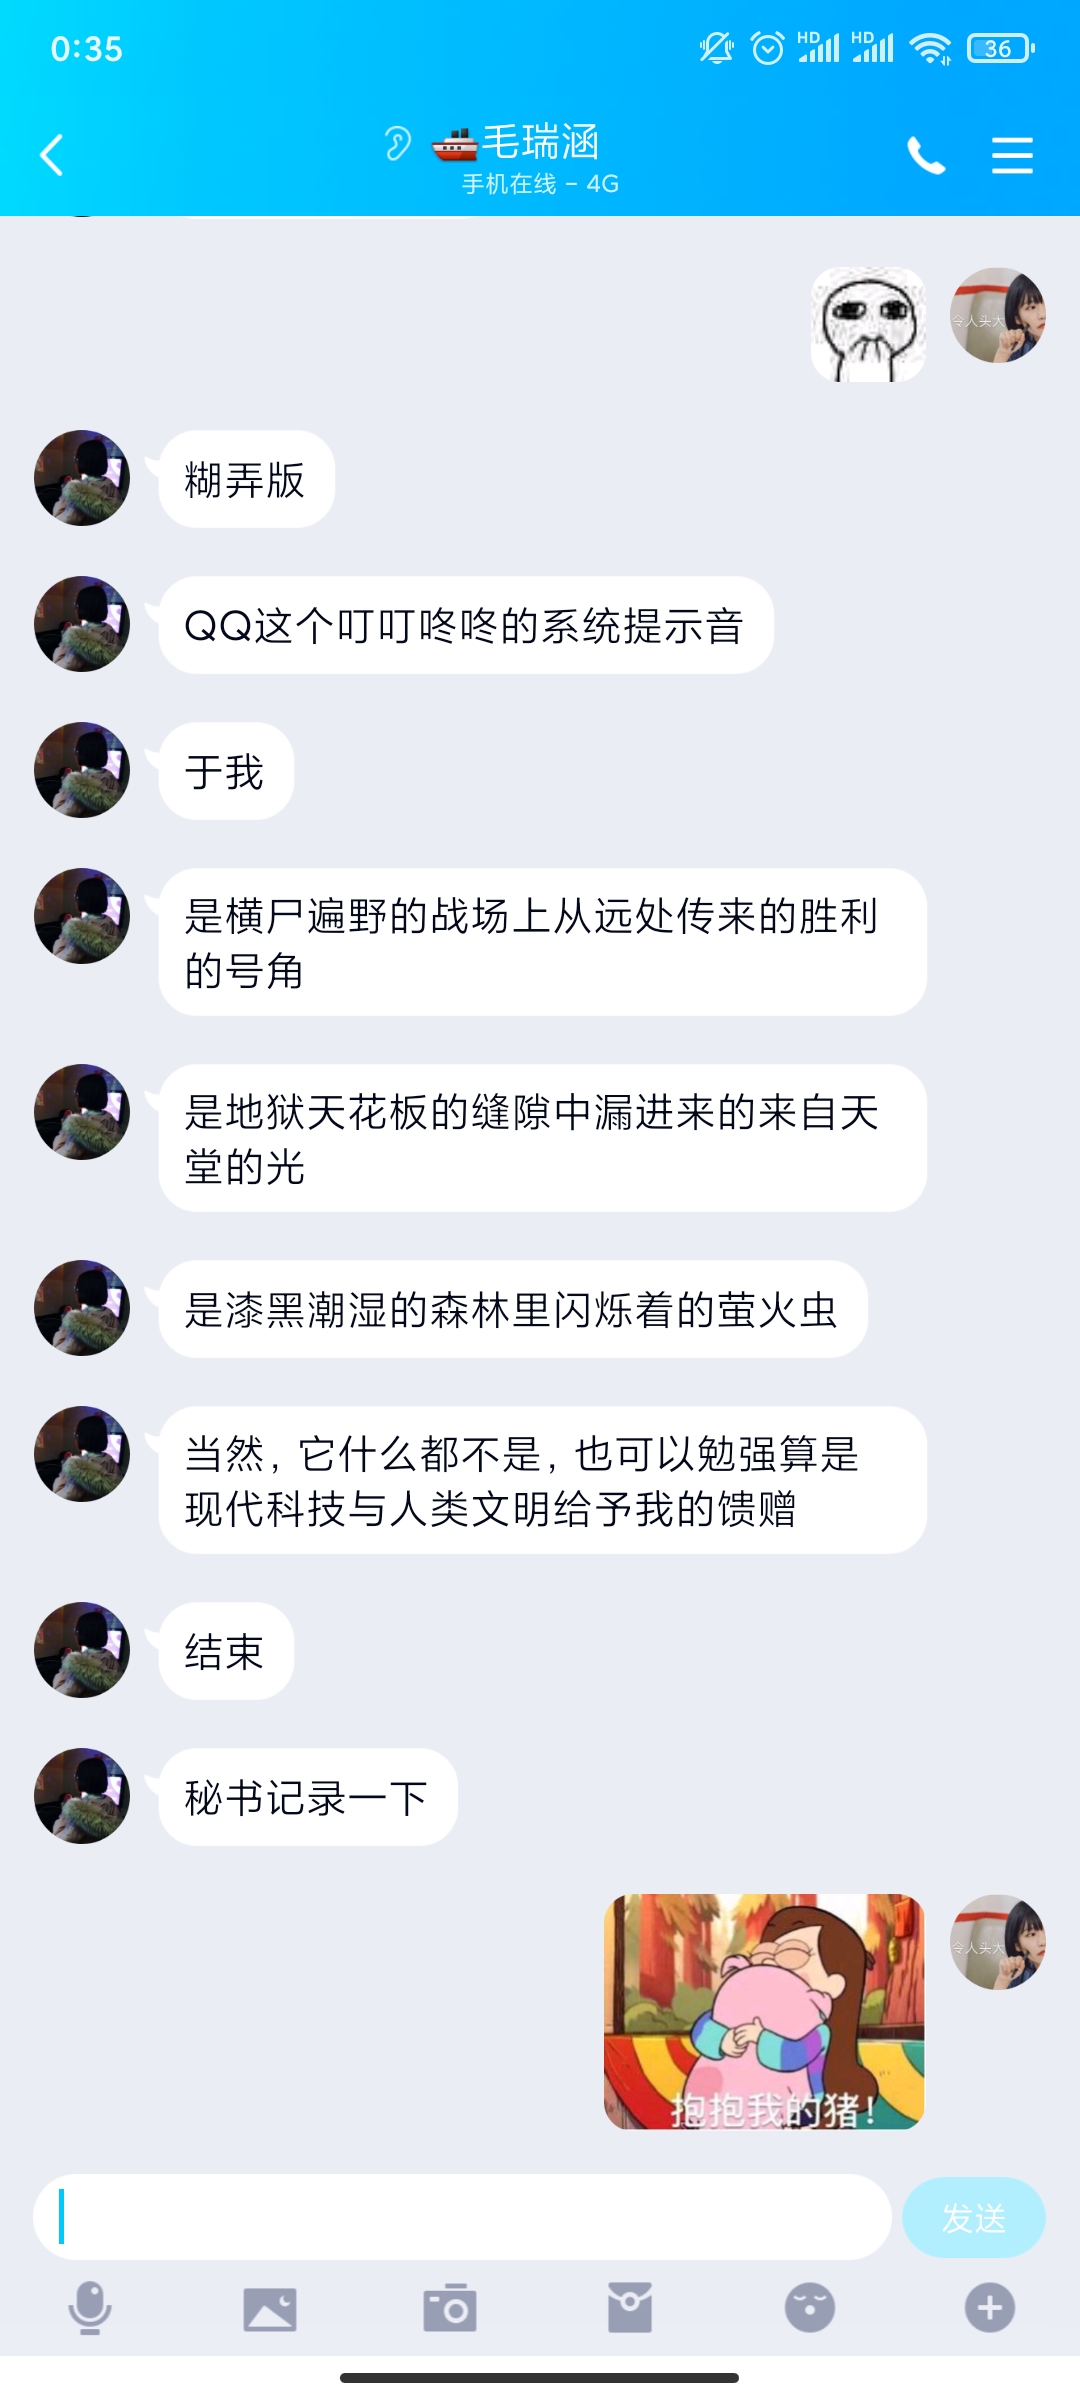 0:35
HD
HD
36
毛瑞涵
手机在线 - 4G
令人头大
糊弄版
QQ这个叮叮咚咚的系统提示音
于我
是横尸遍野的战场上从远处传来的胜利
的号角
是地狱天花板的缝隙中漏进来的来自天
堂的光
是漆黑潮湿的森林里闪烁着的萤火虫
当然, 它什么都不是, 也可以勉强算是
现代科技与人类文明给予我的馈赠
结束
秘书记录一下
令人头大
抱抱我的猪!
发送